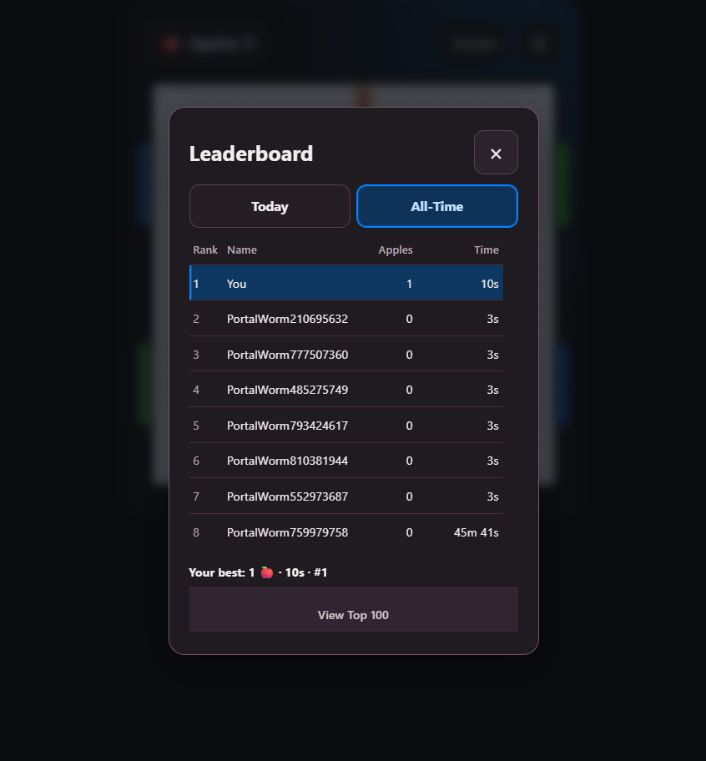 Leaderboard ×
Today All-Time
Rank Name Apples Time
1 You 1 10s
2 PortalWorm210695632 0 3s
3 PortalWorm777507360 0 3s
4 PortalWorm485275749 0 3s
5 PortalWorm793424617 0 3s
6 PortalWorm810381944 0 3s
7 PortalWorm552973687 0 3s
8 PortalWorm759979758 0 45m 41s
Your best: 1 🍎 · 10s · #1
View Top 100